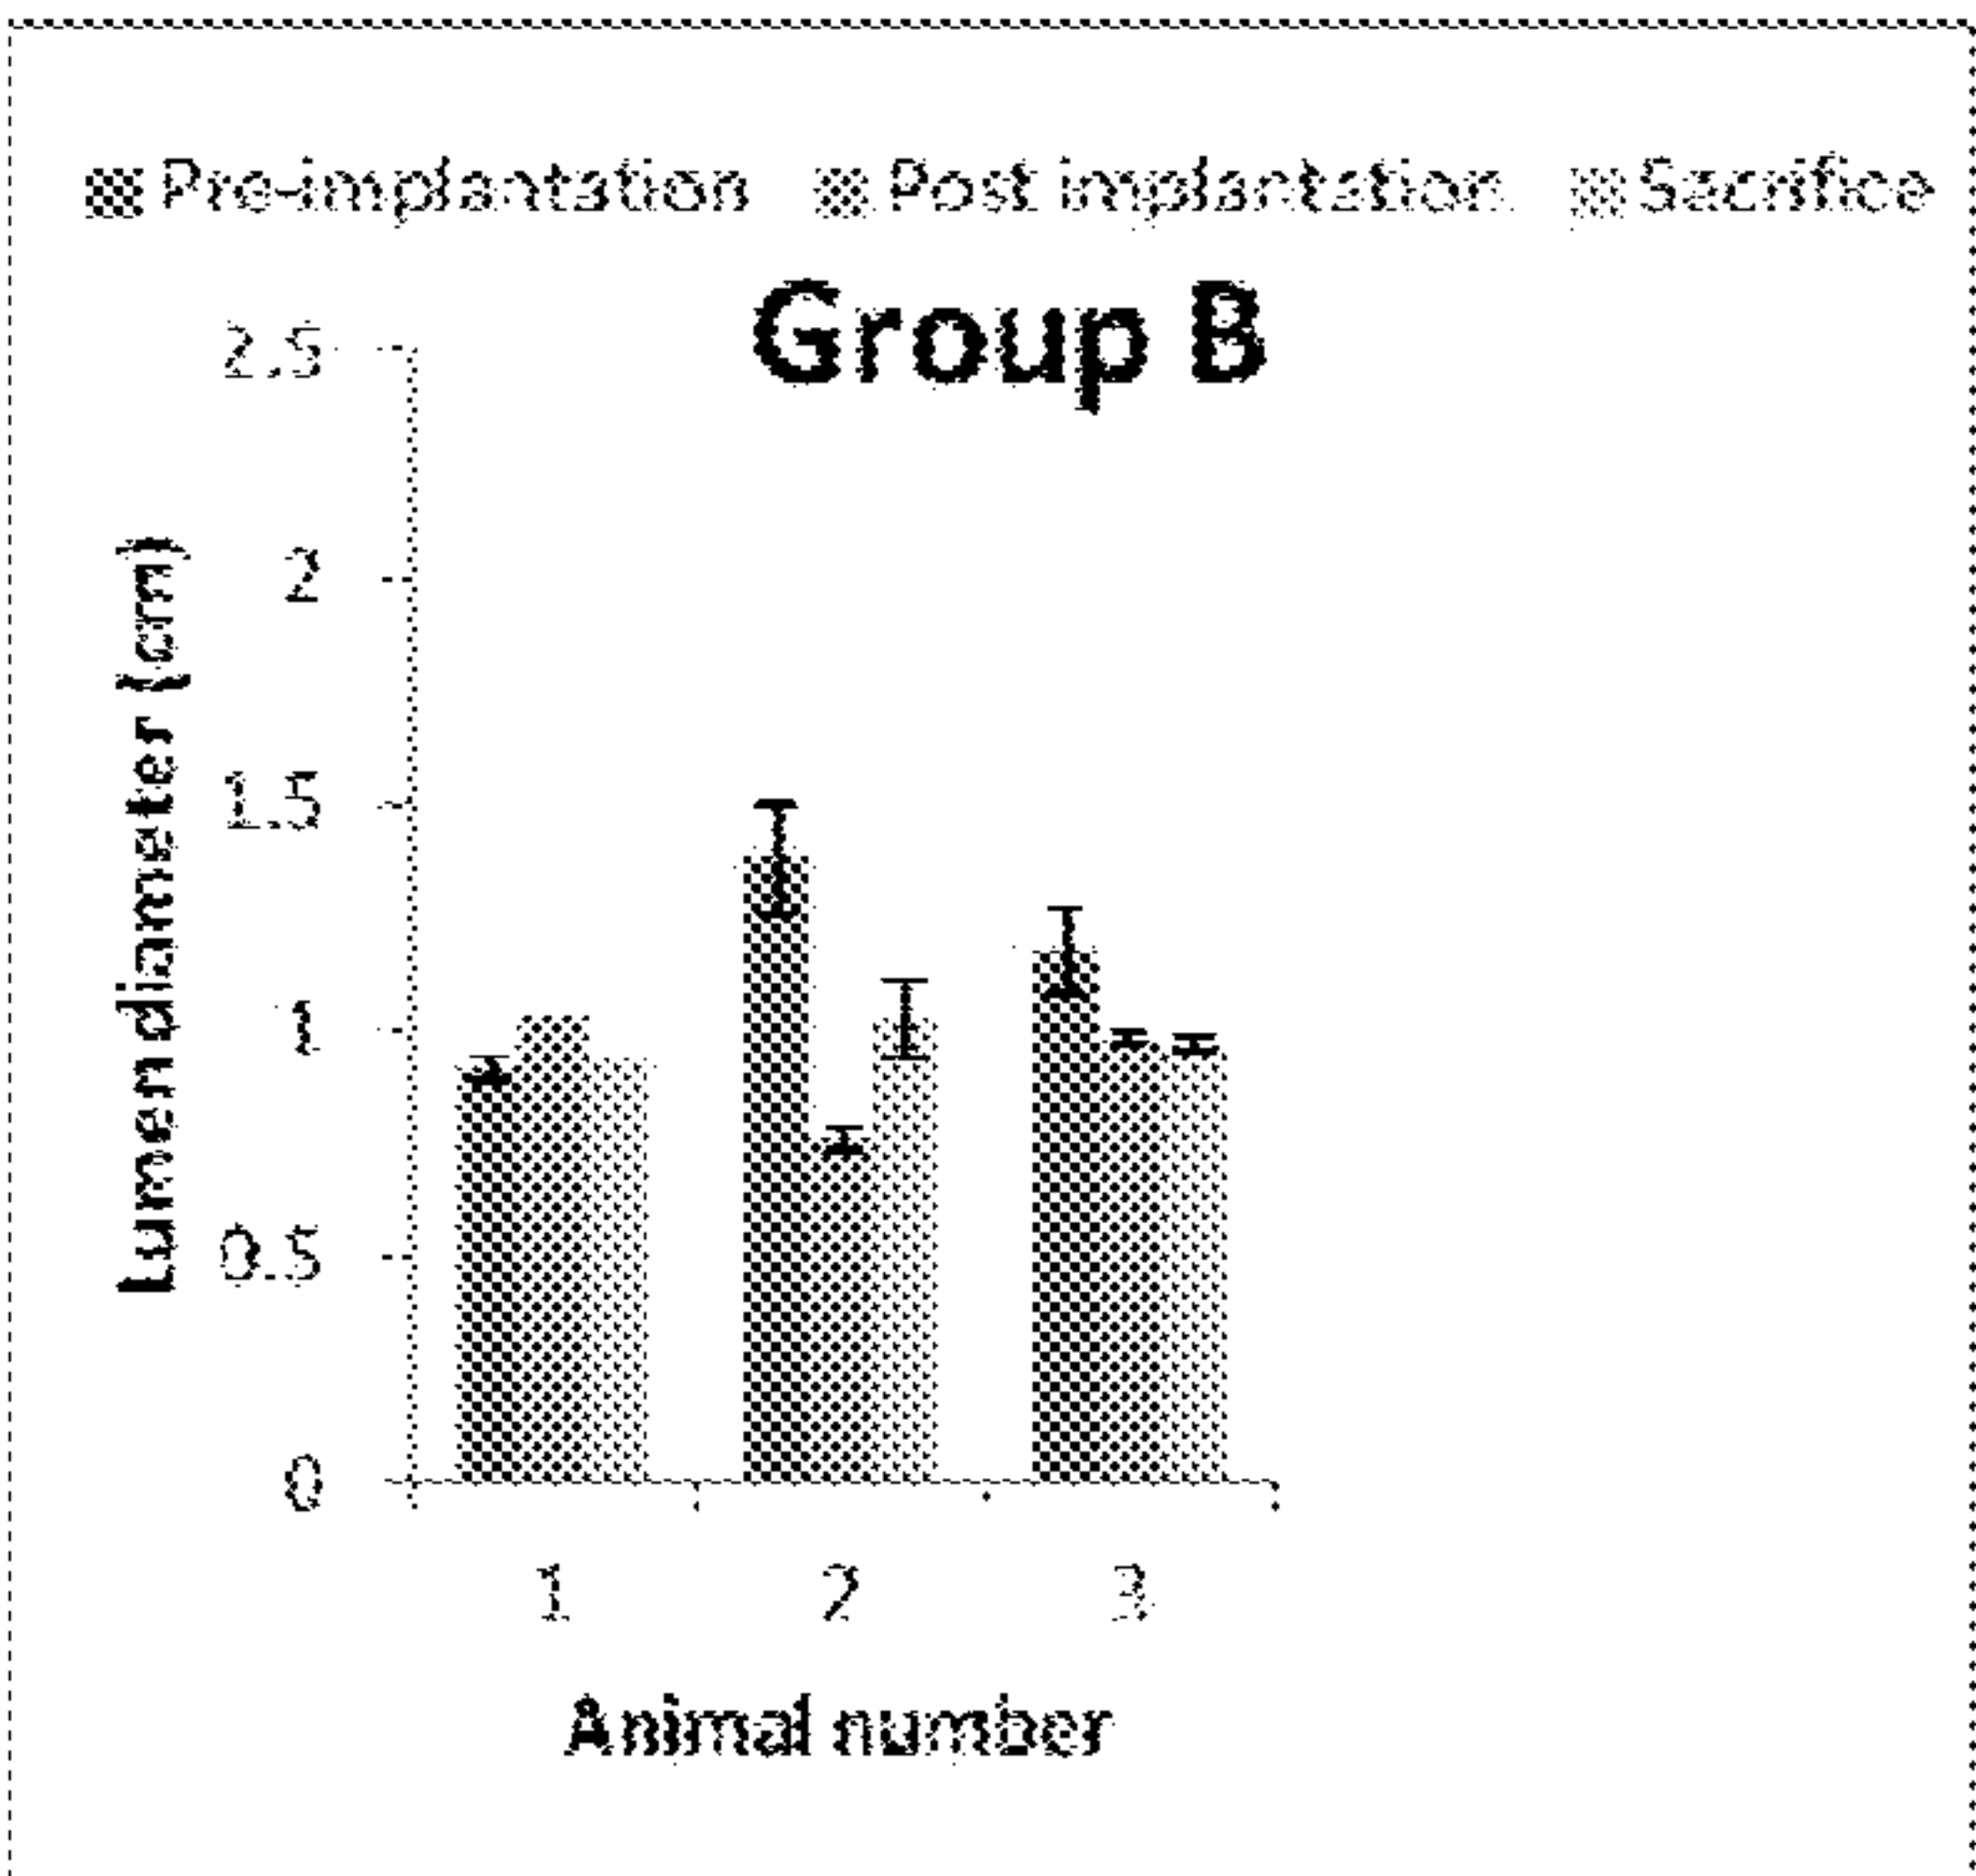 Pre-implantation Post implantation Sacrifice
Group B
Lumen diameter (cm)
2.5
2
1.5
1
0.5
0
1 2 3
Animal number